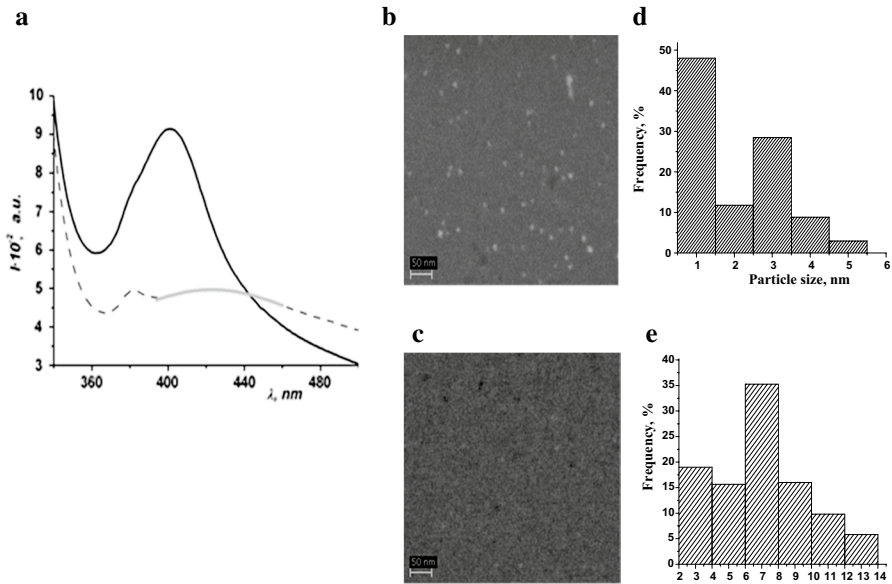 a
I·10⁻², a.u.
10
9
8
7
6
5
4
3
360 400 440 480
λ, nm
b
50 nm
c
50 nm
d
Frequency, %
50
40
30
20
10
0
1 2 3 4 5 6
Particle size, nm
e
Frequency, %
40
35
30
25
20
15
10
5
0
2 3 4 5 6 7 8 9 10 11 12 13 14